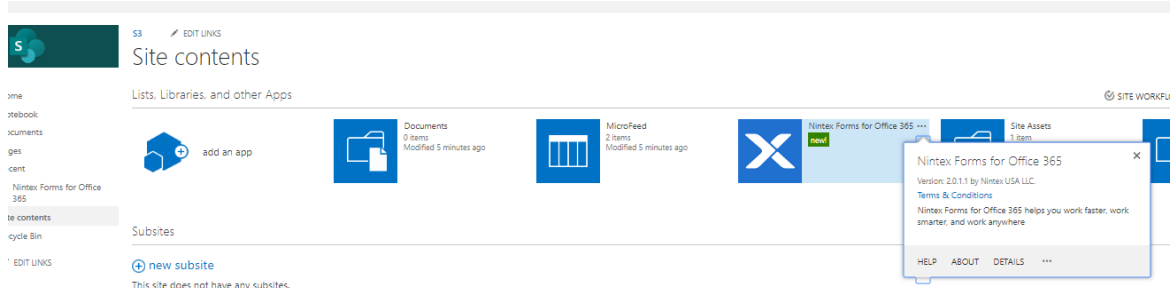 S
S3
EDIT LINKS
Site contents
ome
otebook
ocuments
ges
cent
Nintex Forms for Office
365
te contents
ecycle Bin
EDIT LINKS
Lists, Libraries, and other Apps
SITE WORKFLO
add an app
Documents
0 items
Modified 5 minutes ago
MicroFeed
2 items
Modified 5 minutes ago
Nintex Forms for Office 365 ···
new!
Site Assets
1 item
Nintex Forms for Office 365
Version: 2.0.1.1 by Nintex USA LLC.
Terms & Conditions
Nintex Forms for Office 365 helps you work faster, work
smarter, and work anywhere
HELP ABOUT DETAILS ···
Subsites
new subsite
This site does not have any subsites.